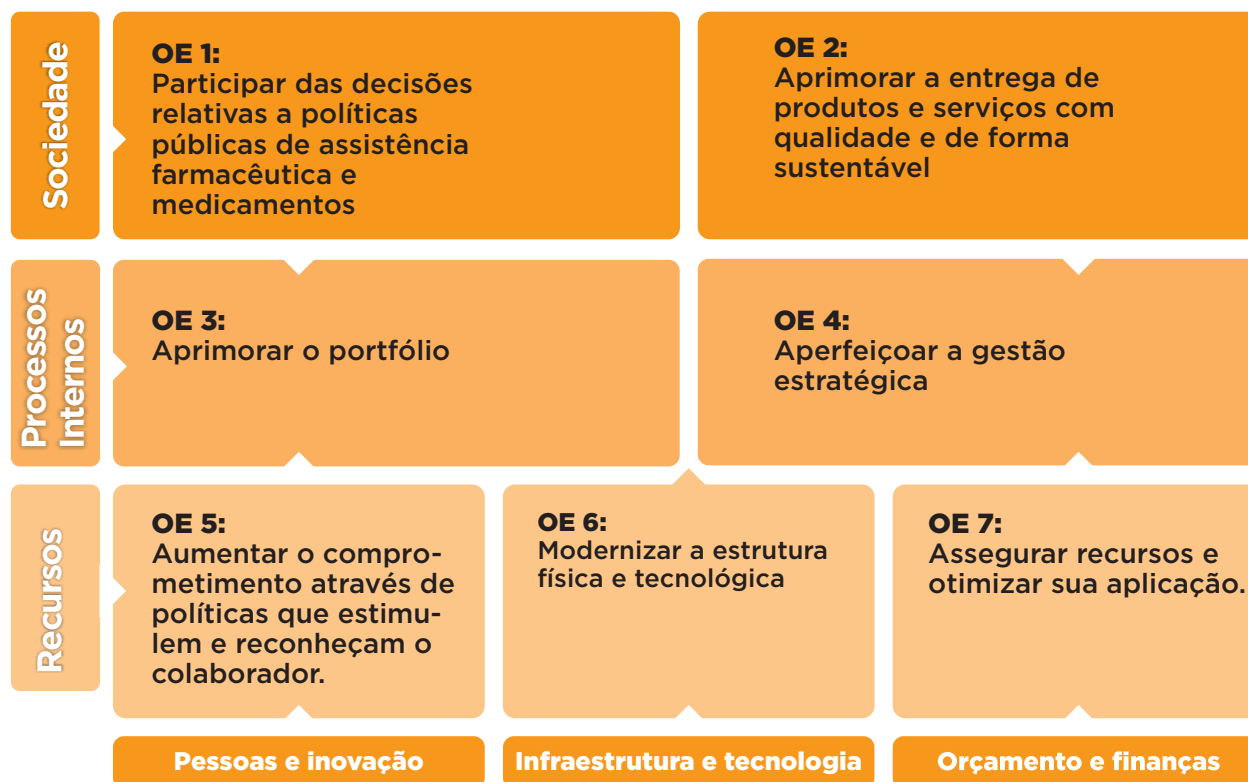 Sociedade
OE 1:
Participar das decisões
relativas a políticas
públicas de assistência
farmacêutica e
medicamentos
OE 2:
Aprimorar a entrega de
produtos e serviços com
qualidade e de forma
sustentável
Processos
Internos
OE 3:
Aprimorar o portfólio
OE 4:
Aperfeiçoar a gestão
estratégica
Recursos
OE 5:
Aumentar o compro-
metimento através de
políticas que estimu-
lem e reconheçam o
colaborador.
OE 6:
Modernizar a estrutura
física e tecnológica
OE 7:
Assegurar recursos e
otimizar sua aplicação.
Pessoas e inovação
Infraestrutura e tecnologia
Orçamento e finanças